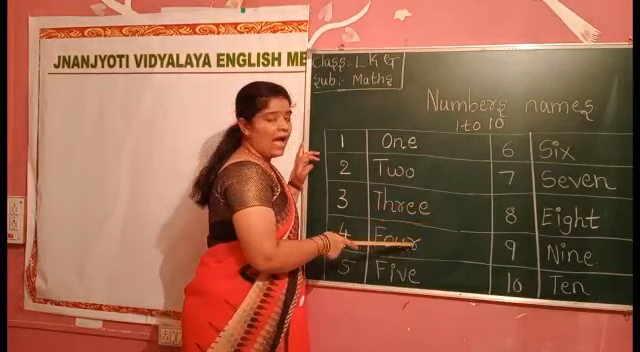 JNANJYOTI VIDYALAYA ENGLISH ME
Class:- LKG
Sub:- Maths
Numbers names
1 to 10
1 One 6 Six
2 Two 7 Seven
3 Three 8 Eight
4 Four 9 Nine
5 Five 10 Ten